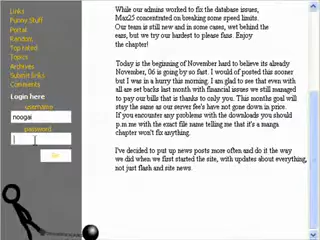 Links
Funny Stuff
Portal
Random
Top rated
Topics
Archives
Submit links
Comments
Login here
username
noogai
password
While our admins worked to fix the database issues,
Max25 concentrated on breaking some speed limits.
Our team is still new and in some cases, wet behind the
ears, but we try our hardest to please fans. Enjoy
the chapter!
Today is the beginning of November hard to believe its already
November, 06 is going by so fast. I would of posted this sooner
but I was in a hurry this morning. I am glad to see that even with
all are set backs last month with financial issues we still managed
to pay our bills that is thanks to only you. This months goal will
stay the same as our server fee's have not gone down in price.
If you encounter any problems with the downloads you should
p.m me with the exact file name telling me that it's a manga
chapter won't fix anything.
I've decided to put up news posts more often and do it the way
we did when we first started the site, with updates about everything,
not just flash and site news